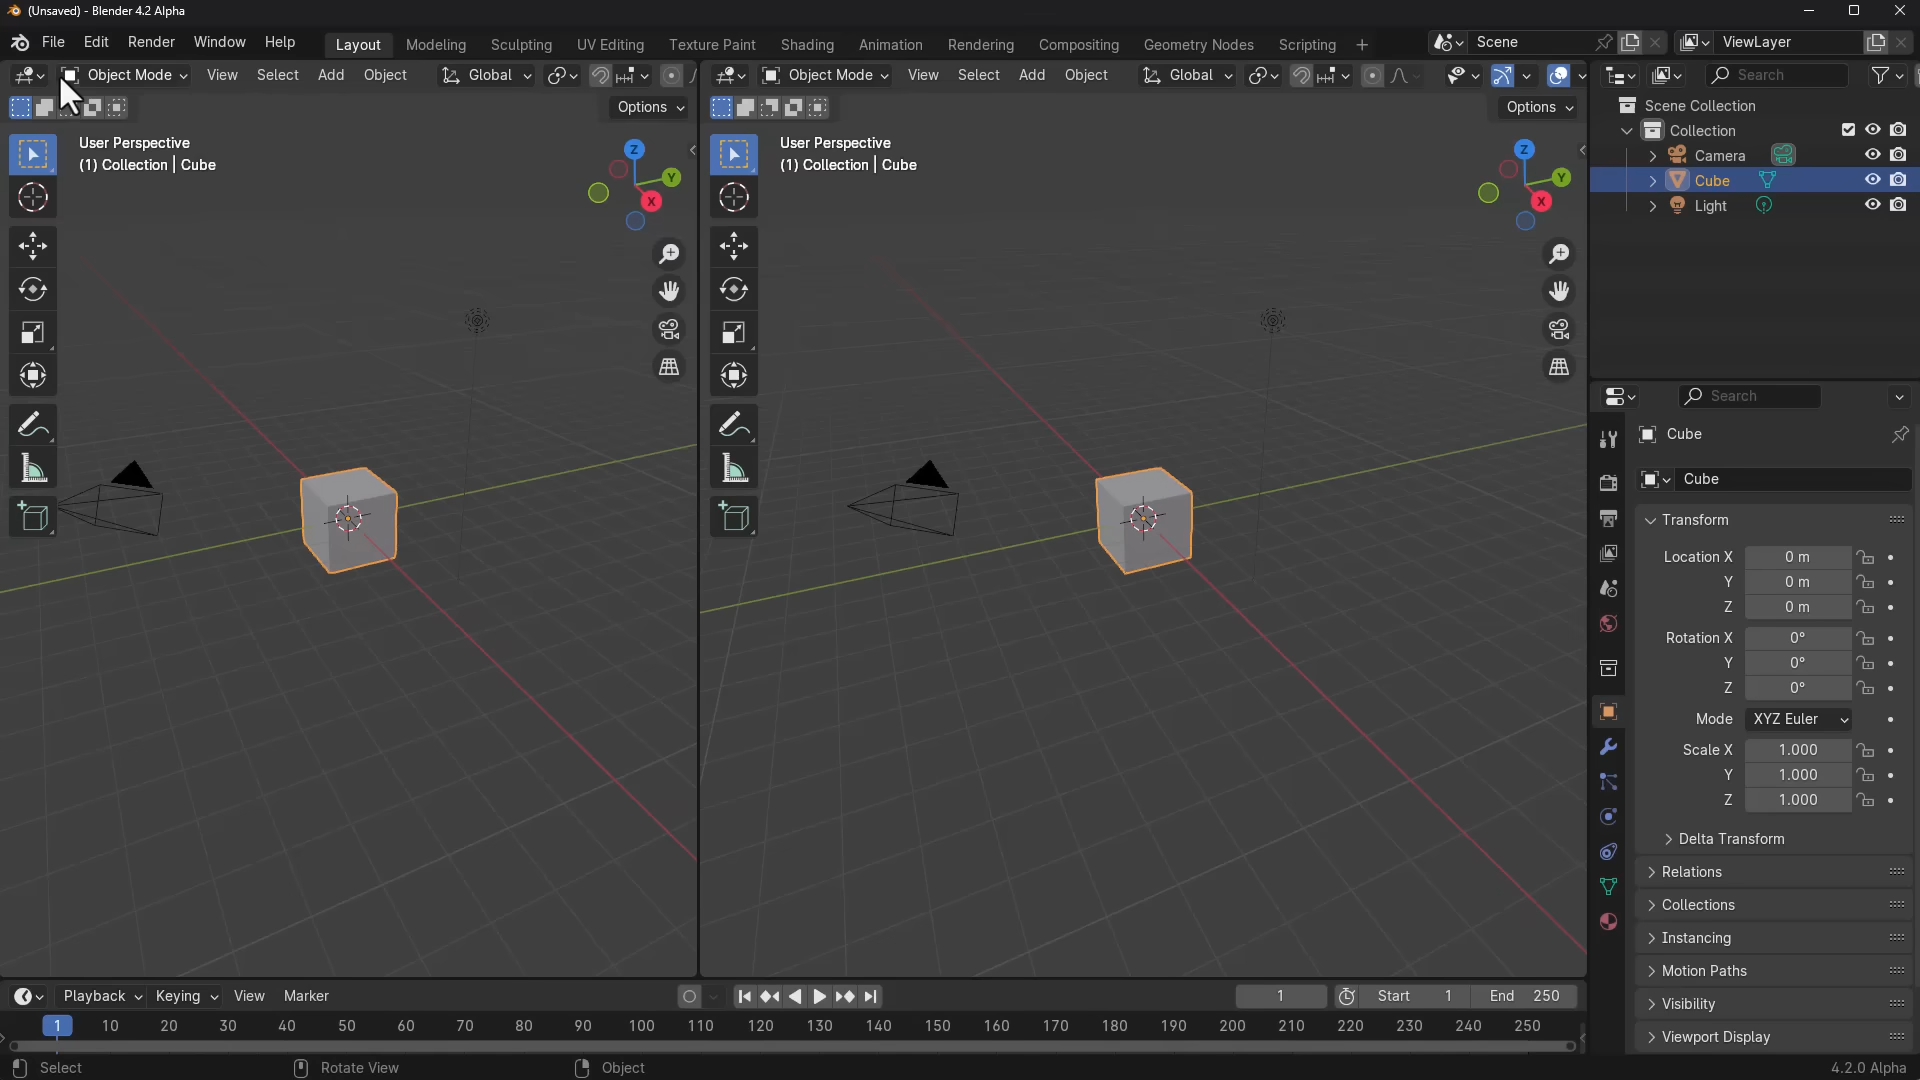 (Unsaved) - Blender 4.2 Alpha
File Edit Render Window Help
Layout Modeling Sculpting UV Editing Texture Paint Shading Animation Rendering Compositing Geometry Nodes Scripting +
Scene
ViewLayer
Object Mode View Select Add Object Global
Options
User Perspective
(1) Collection | Cube
Z
Y
X
Object Mode View Select Add Object Global
Options
User Perspective
(1) Collection | Cube
Z
Y
X
Search
Scene Collection
Collection
Camera
Cube
Light
Search
Cube
Cube
Transform
Location X 0 m
Y 0 m
Z 0 m
Rotation X 0°
Y 0°
Z 0°
Mode XYZ Euler
Scale X 1.000
Y 1.000
Z 1.000
Delta Transform
Relations
Collections
Instancing
Motion Paths
Visibility
Viewport Display
Playback Keying View Marker
1 Start 1 End 250
1 10 20 30 40 50 60 70 80 90 100 110 120 130 140 150 160 170 180 190 200 210 220 230 240 250
Select Rotate View Object
4.2.0 Alpha